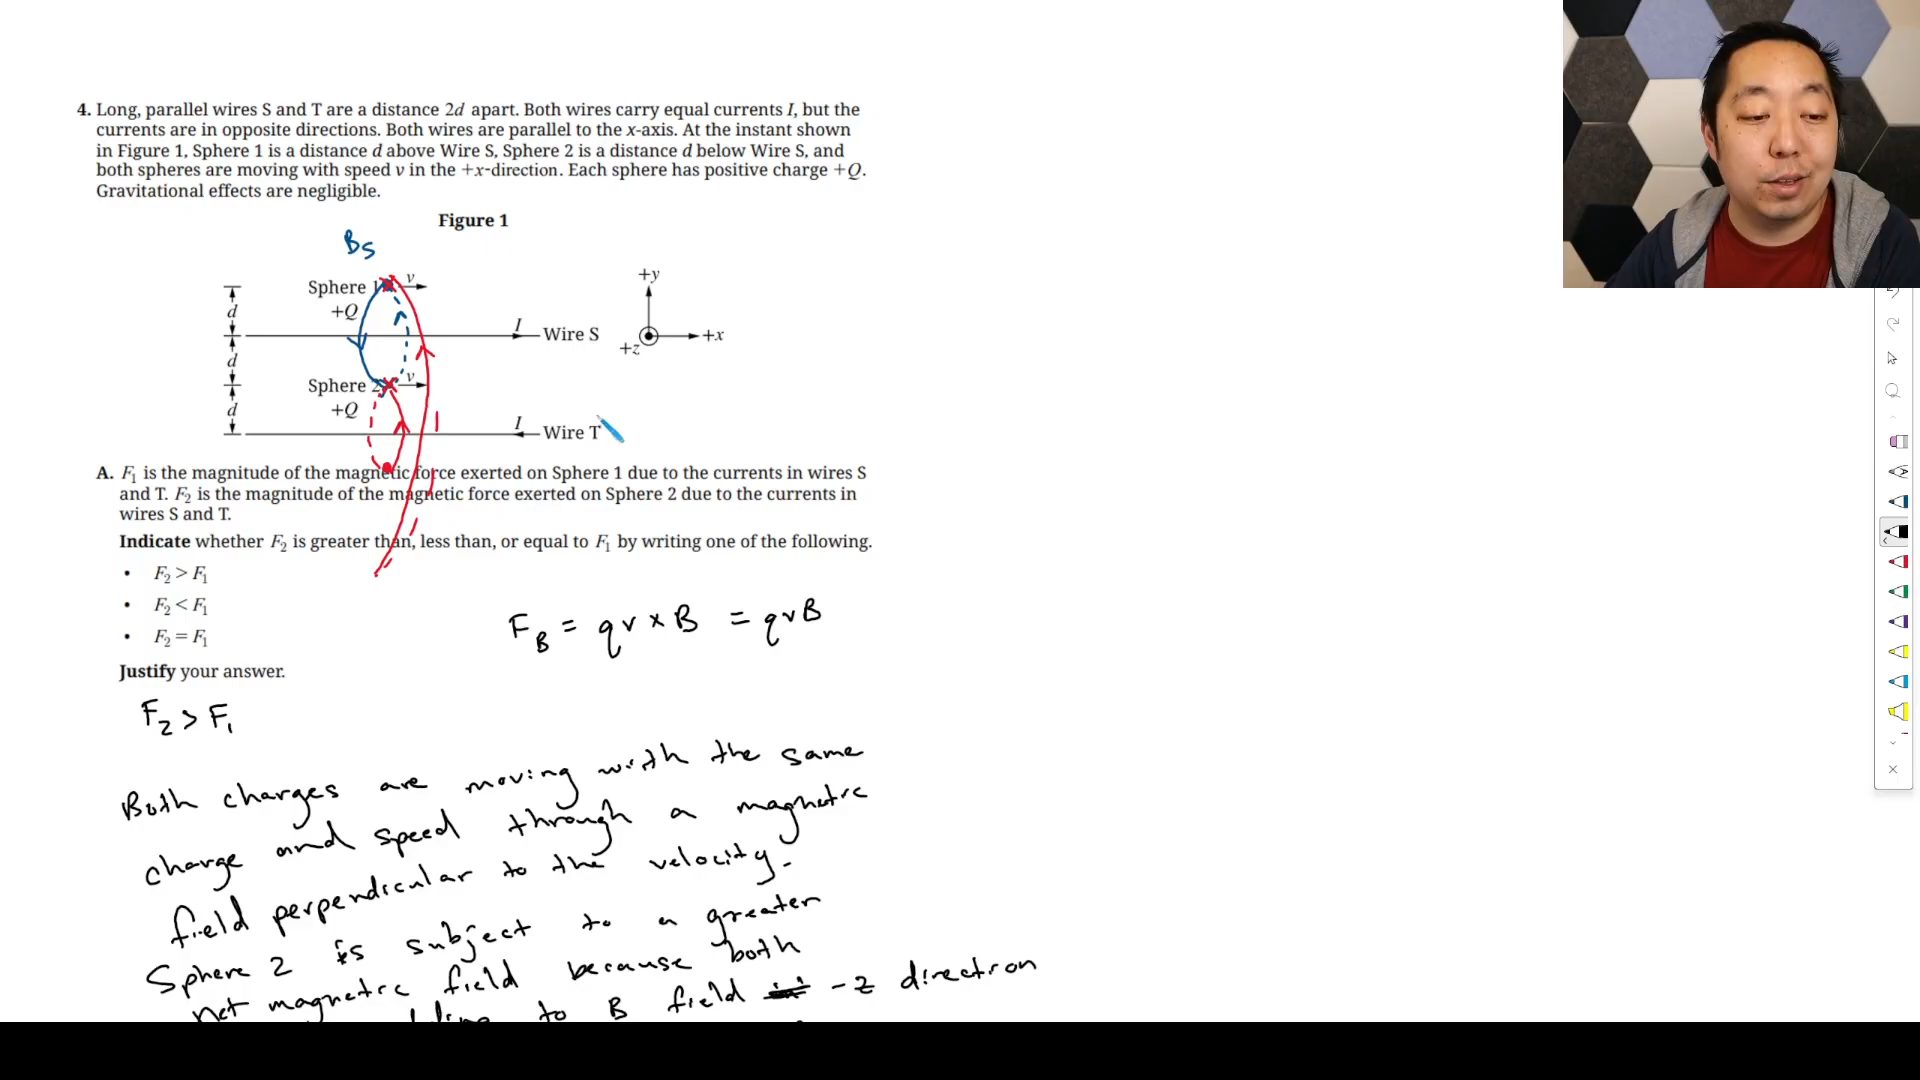 4. Long, parallel wires S and T are a distance 2d apart. Both wires carry equal currents I, but the
currents are in opposite directions. Both wires are parallel to the x-axis. At the instant shown
in Figure 1, Sphere 1 is a distance d above Wire S, Sphere 2 is a distance d below Wire S, and
both spheres are moving with speed v in the +x-direction. Each sphere has positive charge +Q.
Gravitational effects are negligible.
Figure 1
Bs
+y
Sphere 1 v
d +Q
I Wire S +x
+z
d
Sphere 2 v
d +Q
I Wire T
A. F₁ is the magnitude of the magnetic force exerted on Sphere 1 due to the currents in wires S
and T. F₂ is the magnitude of the magnetic force exerted on Sphere 2 due to the currents in
wires S and T.
Indicate whether F₂ is greater than, less than, or equal to F₁ by writing one of the following.
• F₂ > F₁
• F₂ < F₁
• F₂ = F₁
F_B = qv × B = qvB
Justify your answer.
F₂ > F₁
Both charges are moving with the same
charge and speed through a magnetic
field perpendicular to the velocity.
Sphere 2 is subject to a greater
net magnetic field because both
to B field -z direction